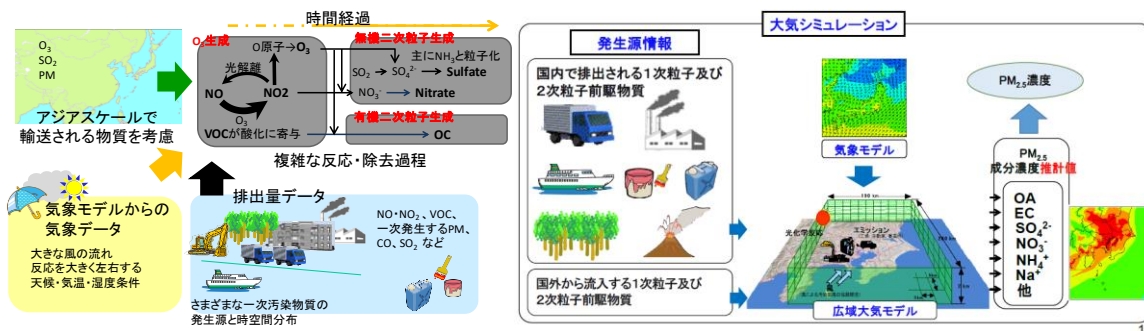 時間経過
O₃
SO₂
PM
アジアスケールで
輸送される物質を考慮
O₃生成
O原子→O₃
光解離
NO
NO2
O₃
VOCが酸化に寄与
無機二次粒子生成
主にNH₃と粒子化
SO₂ → SO₄²⁻ → Sulfate
NO₃⁻ → Nitrate
有機二次粒子生成
OC
複雑な反応・除去過程
気象モデルからの
気象データ
大きな風の流れ
反応を大きく左右する
天候・気温・湿度条件
排出量データ
NO・NO₂、VOC、
一次発生するPM、
CO、SO₂ など
さまざまな一次汚染物質の
発生源と時空間分布
大気シミュレーション
発生源情報
国内で排出される1次粒子及び
2次粒子前駆物質
国外から流入する1次粒子及び
2次粒子前駆物質
気象モデル
光化学反応
エミッション
広域大気モデル
PM₂.₅濃度
PM₂.₅
成分濃度推計値
OA
EC
SO₄²⁻
NO₃⁻
NH₄⁺
Na⁺
他